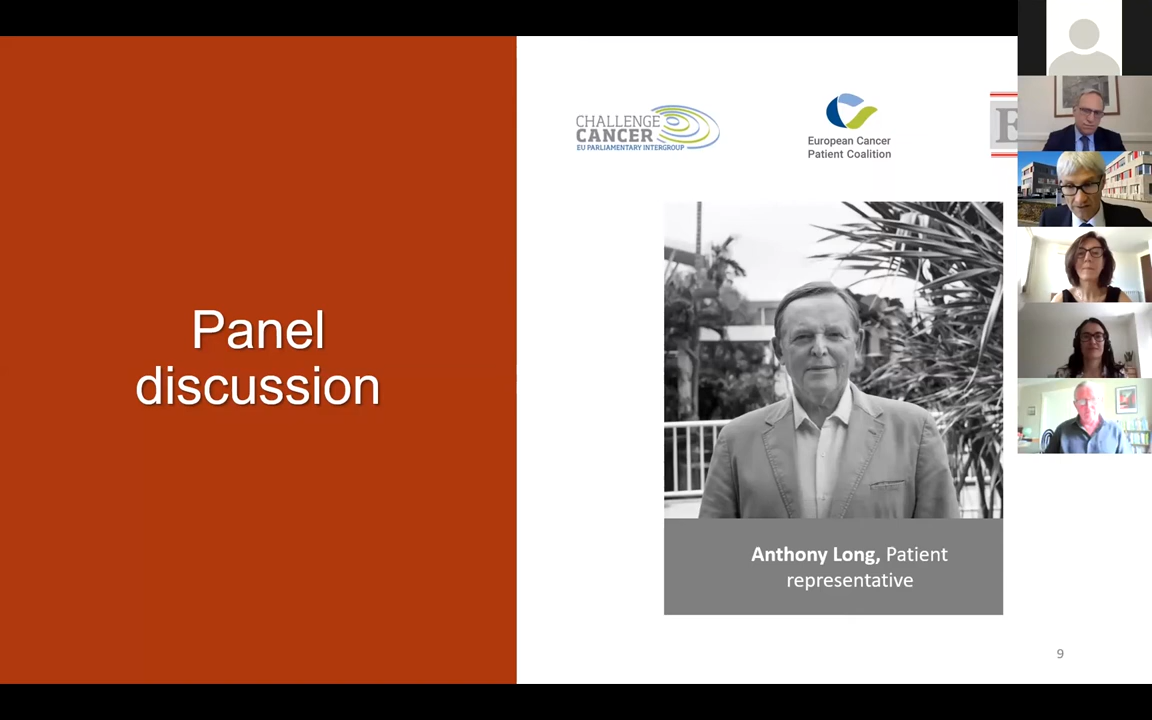 Panel
discussion
CHALLENGE
CANCER
EU PARLIAMENTARY INTERGROUP
European Cancer
Patient Coalition
E
Anthony Long, Patient
representative
9